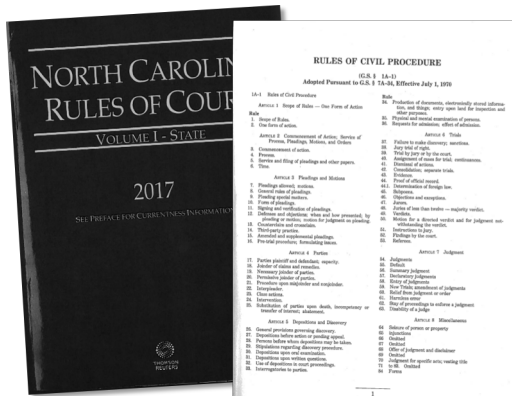 NORTH CAROLIN
RULES OF COUR
VOLUME I - STATE
2017
SEE PREFACE FOR CURRENTNESS INFORMATION
THOMSON
REUTERS
RULES OF CIVIL PROCEDURE
(G.S. § 1A-1)
Adopted Pursuant to G.S. § 7A-34, Effective July 1, 1970
1A-1 Rules of Civil Procedure
ARTICLE 1 Scope of Rules — One Form of Action
Rule
1. Scope of Rules.
2. One form of action.
ARTICLE 2 Commencement of Action; Service of
Process, Pleadings, Motions, and Orders
3. Commencement of action.
4. Process.
5. Service and filing of pleadings and other papers.
6. Time.
ARTICLE 3 Pleadings and Motions
7. Pleadings allowed; motions.
8. General rules of pleadings.
9. Pleading special matters.
10. Form of pleadings.
11. Signing and verification of pleadings.
12. Defenses and objections; when and how presented; by
pleading or motion; motion for judgment on pleading.
13. Counterclaim and crossclaim.
14. Third-party practice.
15. Amended and supplemental pleadings.
16. Pre-trial procedure; formulating issues.
ARTICLE 4 Parties
17. Parties plaintiff and defendant; capacity.
18. Joinder of claims and remedies.
19. Necessary joinder of parties.
20. Permissive joinder of parties.
21. Procedure upon misjoinder and nonjoinder.
22. Interpleader.
23. Class actions.
24. Intervention.
25. Substitution of parties upon death, incompetency or
transfer of interest; abatement.
ARTICLE 5 Depositions and Discovery
26. General provisions governing discovery.
27. Depositions before action or pending appeal.
28. Persons before whom depositions may be taken.
29. Stipulations regarding discovery procedure.
30. Depositions upon oral examination.
31. Depositions upon written questions.
32. Use of depositions in court proceedings.
33. Interrogatories to parties.
Rule
34. Production of documents, electronically stored informa-
tion, and things; entry upon land for inspection and
other purposes.
35. Physical and mental examination of persons.
36. Requests for admission; effect of admission.
ARTICLE 6 Trials
37. Failure to make discovery; sanctions.
38. Jury trial of right.
39. Trial by jury or by the court.
40. Assignment of cases for trial; continuances.
41. Dismissal of actions.
42. Consolidation; separate trials.
43. Evidence.
44. Proof of official record.
44.1. Determination of foreign law.
45. Subpoena.
46. Objections and exceptions.
47. Jurors.
48. Juries of less than twelve — majority verdict.
49. Verdicts.
50. Motion for a directed verdict and for judgment not-
withstanding the verdict.
51. Instructions to jury.
52. Findings by the court.
53. Referees.
ARTICLE 7 Judgment
54. Judgments
55. Default
56. Summary judgment
57. Declaratory judgments
58. Entry of judgments
59. New Trials; amendment of judgments
60. Relief from judgment or order
61. Harmless error
62. Stay of proceedings to enforce a judgment
63. Disability of a judge
ARTICLE 8 Miscellaneous
64 Seizure of person or property
65 Injunctions
66 Omitted
67 Omitted
68 Offer of judgment and disclaimer
69 Omitted
70 Judgment for specific acts; vesting title
71 to 83. Omitted
84 Forms
1